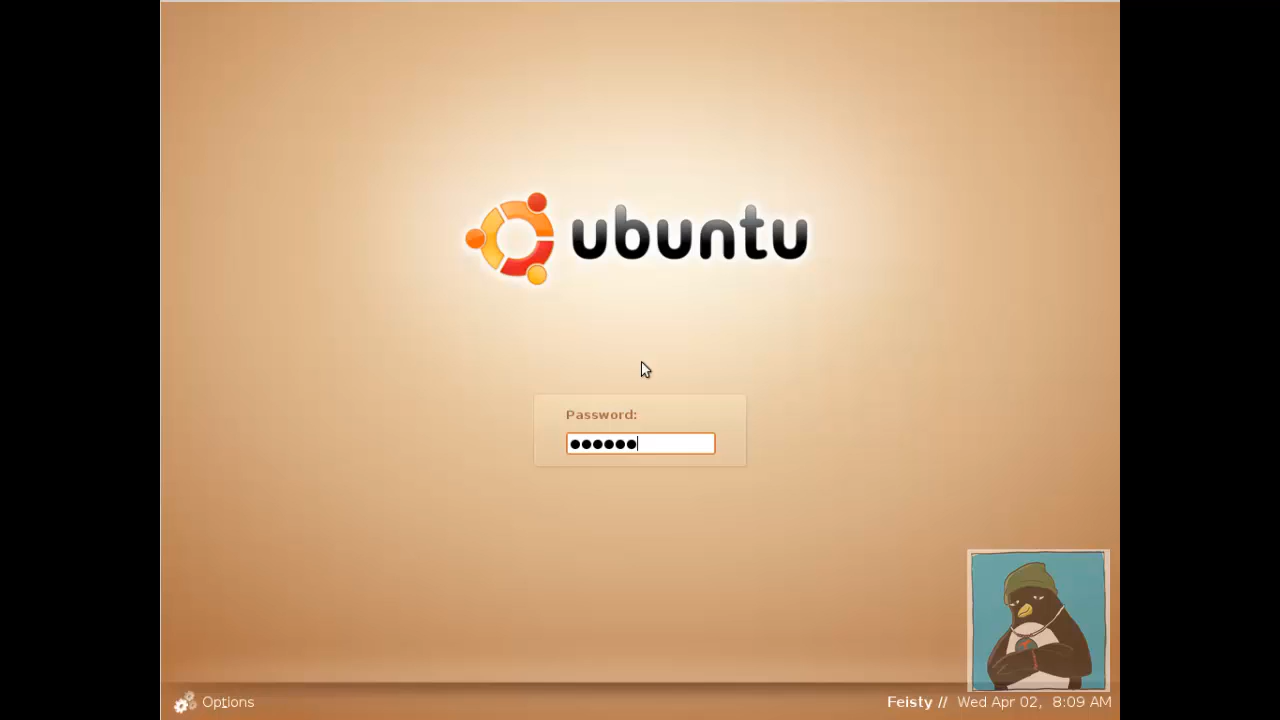 ubuntu
Password:
●●●●●●
Options
Feisty // Wed Apr 02, 8:09 AM